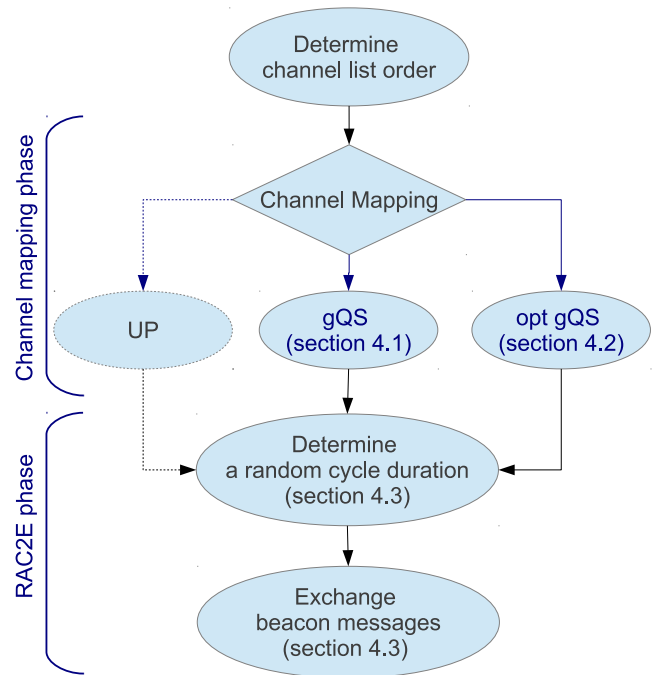 Determine
channel list order
Channel mapping phase
Channel Mapping
UP
gQS
(section 4.1)
opt gQS
(section 4.2)
RAC2E phase
Determine
a random cycle duration
(section 4.3)
Exchange
beacon messages
(section 4.3)